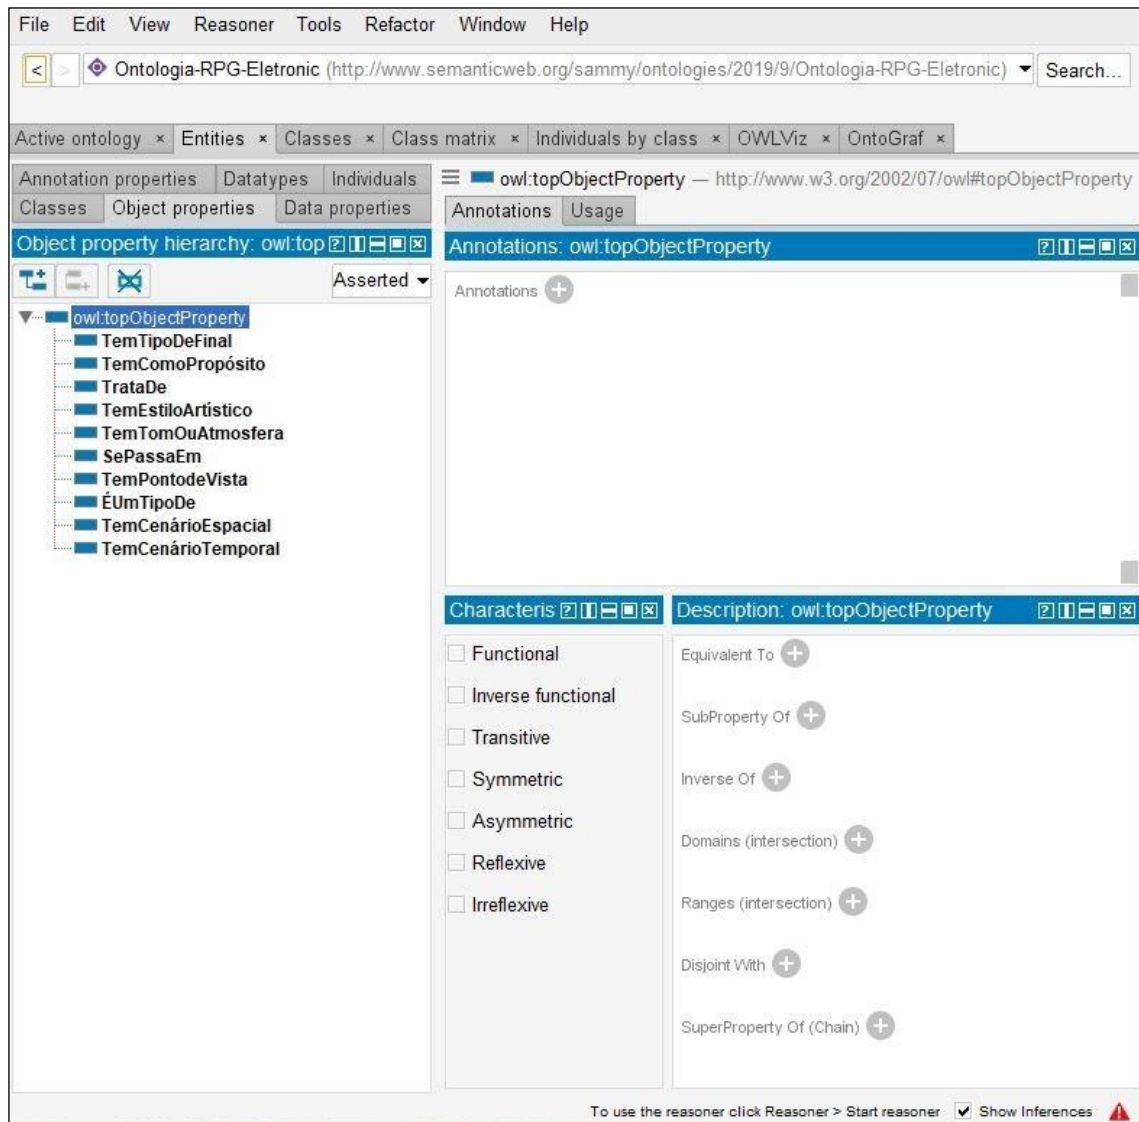 File Edit View Reasoner Tools Refactor Window Help
< > Ontologia-RPG-Eletronic (http://www.semanticweb.org/sammy/ontologies/2019/9/Ontologia-RPG-Eletronic) Search...
Active ontology × Entities × Classes × Class matrix × Individuals by class × OWLViz × OntoGraf ×
Annotation properties Datatypes Individuals
Classes Object properties Data properties
Object property hierarchy: owl:top
Asserted
owl:topObjectProperty
TemTipoDeFinal
TemComoPropósito
TrataDe
TemEstiloArtístico
TemTomOuAtmosfera
SePassaEm
TemPontodeVista
ÉUmTipoDe
TemCenárioEspacial
TemCenárioTemporal
owl:topObjectProperty — http://www.w3.org/2002/07/owl#topObjectProperty
Annotations Usage
Annotations: owl:topObjectProperty
Annotations
Characteris
Functional
Inverse functional
Transitive
Symmetric
Asymmetric
Reflexive
Irreflexive
Description: owl:topObjectProperty
Equivalent To
SubProperty Of
Inverse Of
Domains (intersection)
Ranges (intersection)
Disjoint With
SuperProperty Of (Chain)
To use the reasoner click Reasoner > Start reasoner Show Inferences